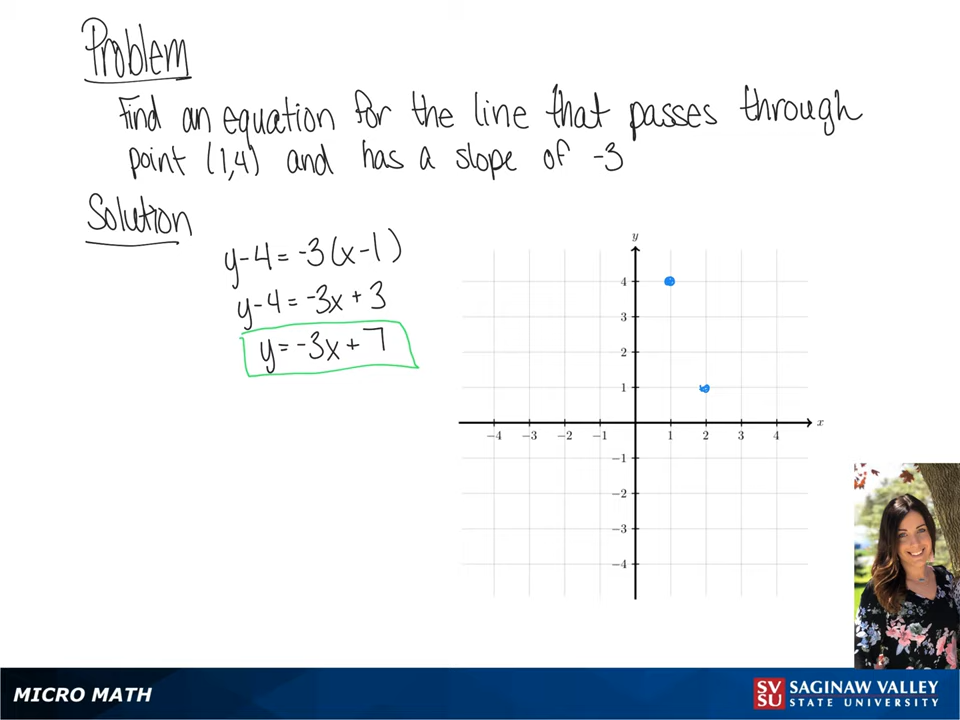 Problem
Find an equation for the line that passes through
point (1,4) and has a slope of -3
Solution
y-4 = -3(x-1)
y-4 = -3x + 3
y = -3x + 7
y
4
3
2
1
−4 −3 −2 −1 1 2 3 4 x
−1
−2
−3
−4
MICRO MATH
SV SU SAGINAW VALLEY
STATE UNIVERSITY